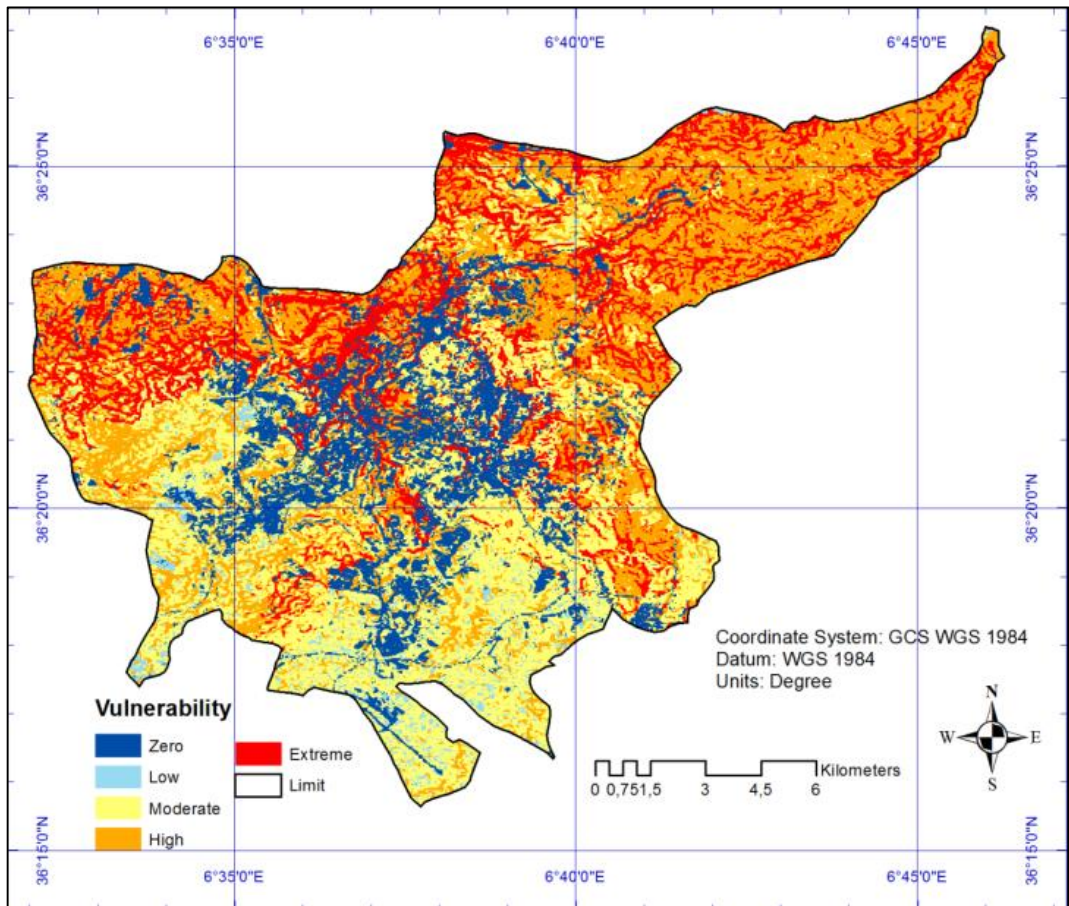 6°35'0"E 6°40'0"E 6°45'0"E
36°25'0"N 36°25'0"N
36°20'0"N 36°20'0"N
Coordinate System: GCS WGS 1984
Datum: WGS 1984
Units: Degree
Vulnerability
Zero
Low
Moderate
High
Extreme
Limit
N
W E
S
Kilometers
0 0,75 1,5 3 4,5 6
36°15'0"N 36°15'0"N
6°35'0"E 6°40'0"E 6°45'0"E